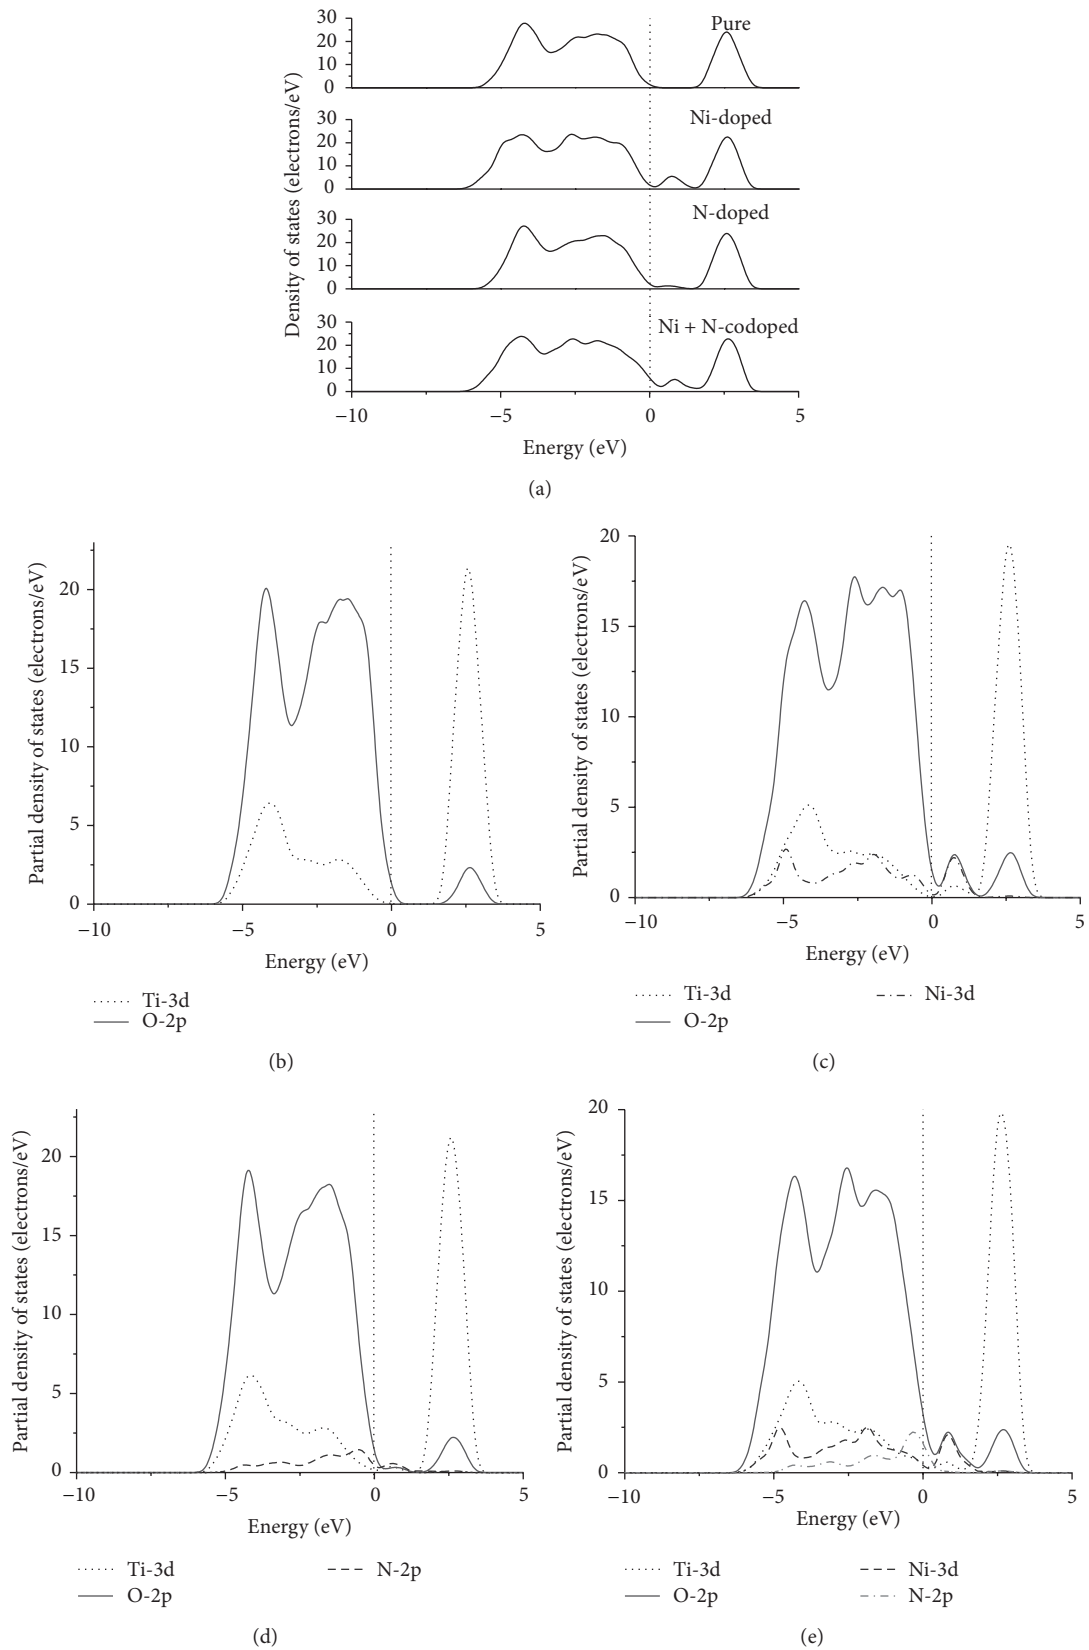 Density of states (electrons/eV)
30
20
10
0
Pure
30
20
10
0
Ni-doped
30
20
10
0
N-doped
30
20
10
0
Ni + N-codoped
−10
−5
0
5
Energy (eV)
(a)
Partial density of states (electrons/eV)
20
15
10
5
0
−10
−5
0
5
Energy (eV)
Ti-3d
O-2p
(b)
Partial density of states (electrons/eV)
20
15
10
5
0
−10
−5
0
5
Energy (eV)
Ti-3d
O-2p
Ni-3d
(c)
Partial density of states (electrons/eV)
20
15
10
5
0
−10
−5
0
5
Energy (eV)
Ti-3d
O-2p
N-2p
(d)
Partial density of states (electrons/eV)
20
15
10
5
0
−10
−5
0
5
Energy (eV)
Ti-3d
O-2p
Ni-3d
N-2p
(e)